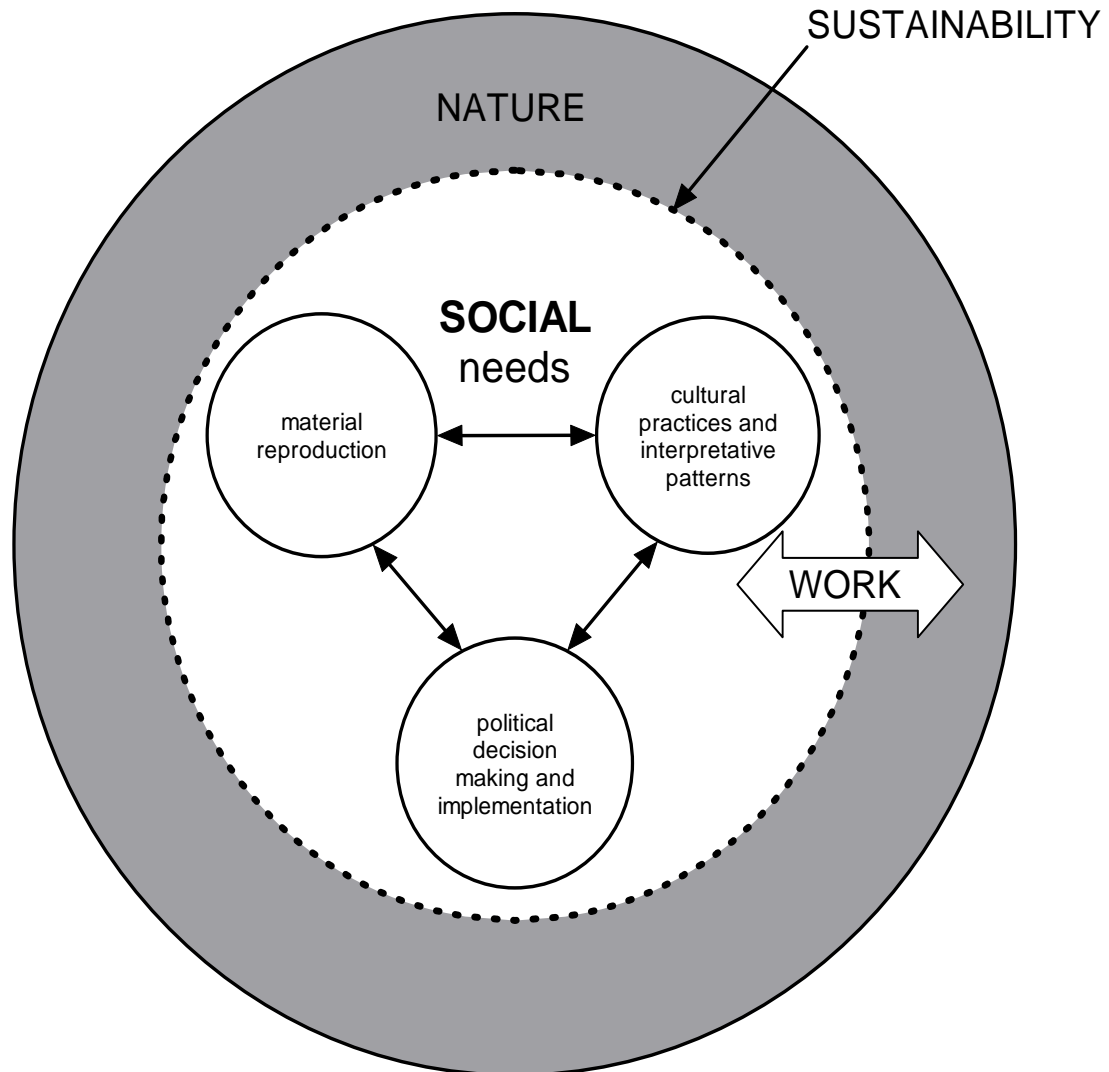 SUSTAINABILITY
NATURE
SOCIAL
needs
material
reproduction
cultural
practices and
interpretative
patterns
WORK
political
decision
making and
implementation